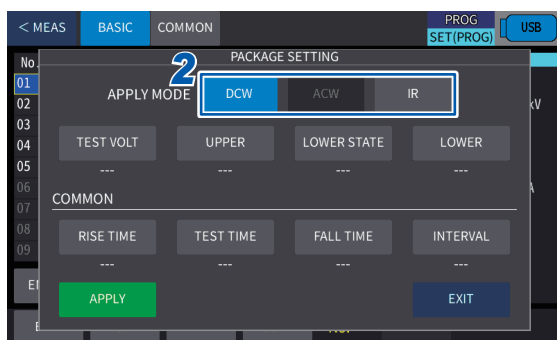 < MEAS BASIC COMMON PROG SET(PROG) USB
No.
PACKAGE SETTING
2
APPLY MODE DCW ACW IR
01
02
03
04
05
06
07
08
09
kV
TEST VOLT UPPER LOWER STATE LOWER
--- --- --- ---
A
COMMON
RISE TIME TEST TIME FALL TIME INTERVAL
--- --- --- ---
APPLY EXIT